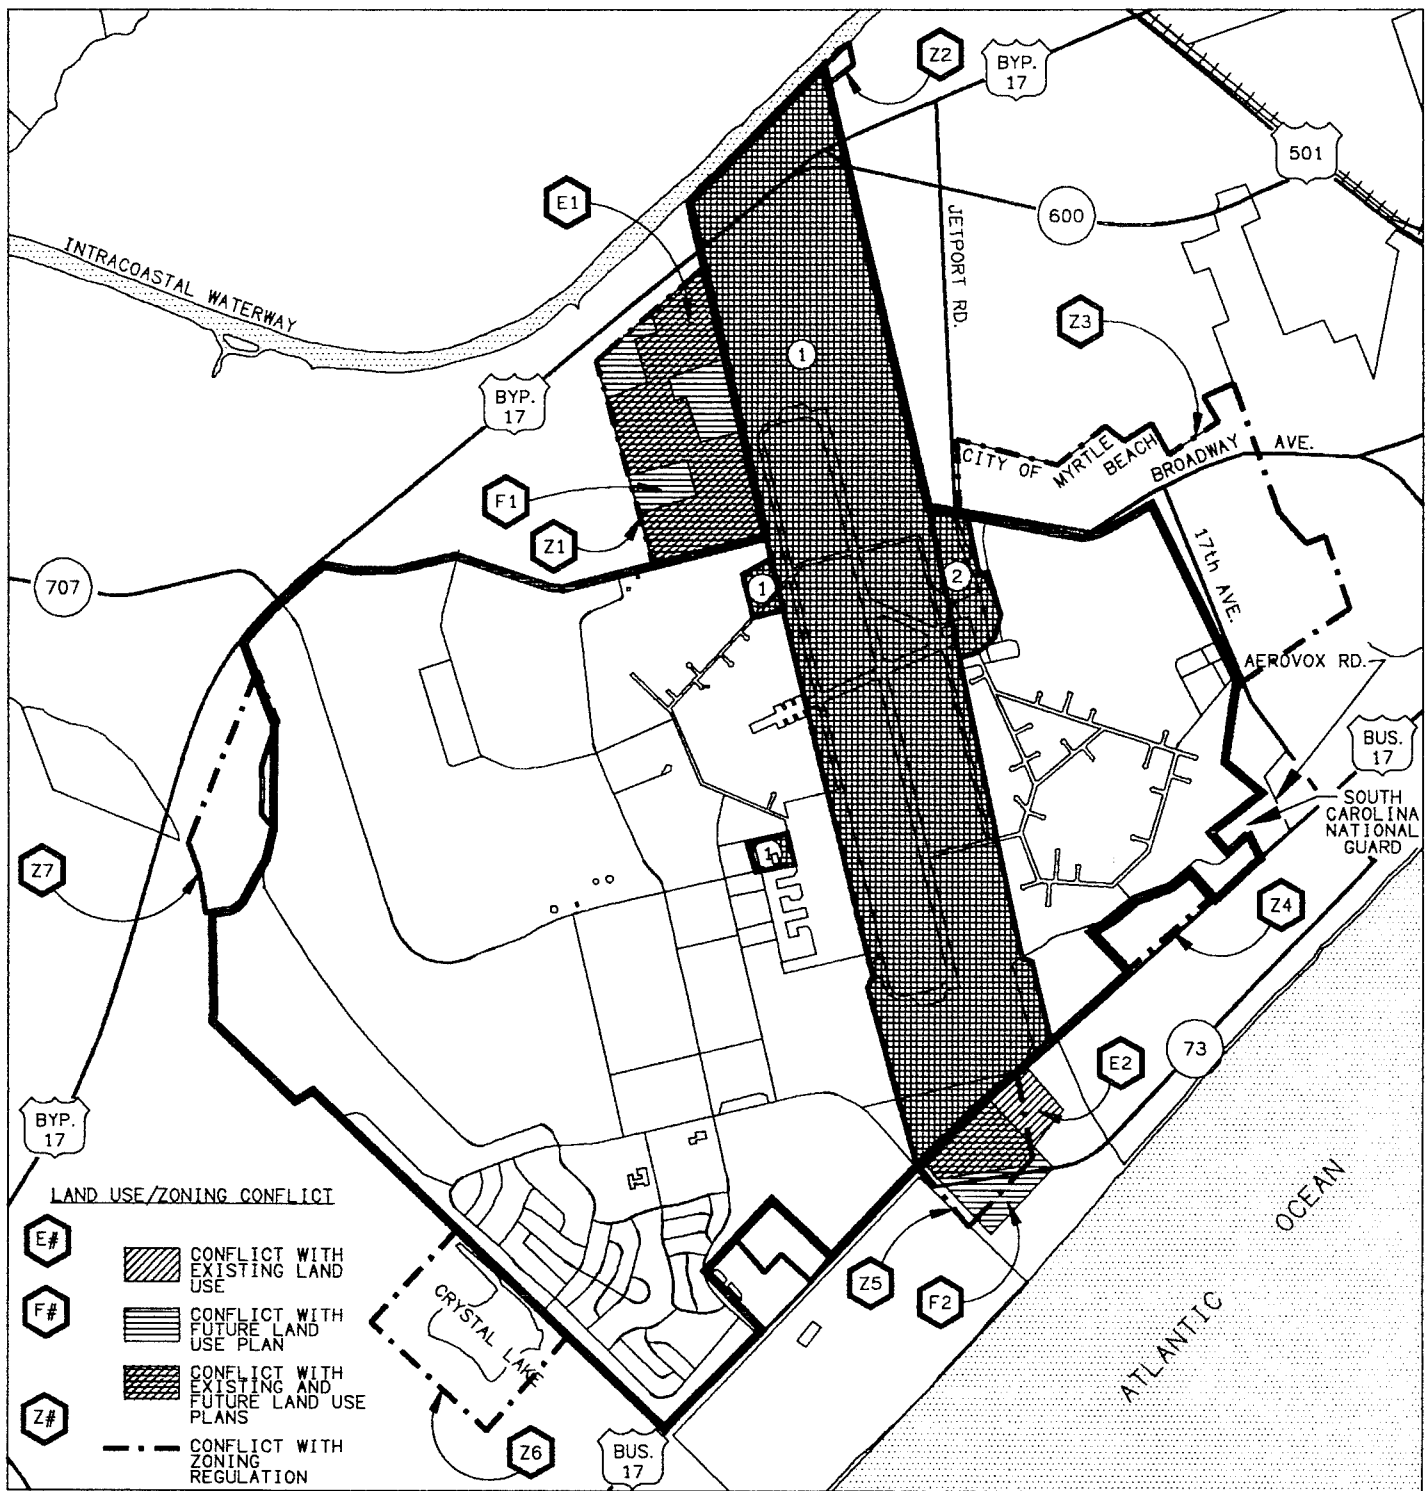 Z2
BYP.
17
501
E1
600
INTRACOASTAL WATERWAY
JETPORT RD.
Z3
1
BYP.
17
CITY OF MYRTLE BEACH
BROADWAY AVE.
F1
Z1
17th AVE.
707
1
2
AEROVOX RD.
BUS.
17
SOUTH
CAROLINA
NATIONAL
GUARD
Z7
1
Z4
E2
73
BYP.
17
LAND USE/ZONING CONFLICT
E#
CONFLICT WITH
EXISTING LAND
USE
F#
CONFLICT WITH
FUTURE LAND
USE PLAN
CONFLICT WITH
EXISTING AND
FUTURE LAND USE
PLANS
Z#
CONFLICT WITH
ZONING
REGULATION
CRYSTAL LAKE
Z5
F2
Z6
BUS.
17
ATLANTIC OCEAN